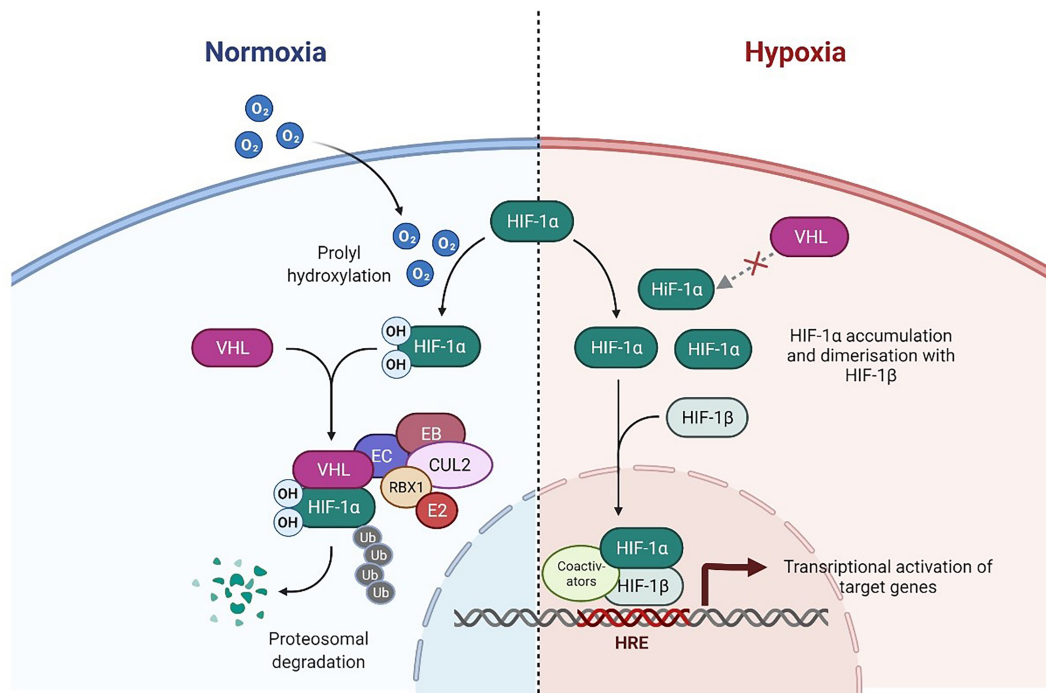 Normoxia
Hypoxia
O₂
O₂
O₂
HIF-1α
VHL
O₂
O₂
O₂
Prolyl
hydroxylation
HiF-1α
OH
OH
HIF-1α
VHL
HIF-1α
HIF-1α
HIF-1α accumulation
and dimerisation with
HIF-1β
HIF-1β
EB
EC
CUL2
VHL
RBX1
E2
OH
OH
HIF-1α
Ub
Ub
Ub
Ub
HIF-1α
Coactiv-
ators
HIF-1β
Transriptional activation of
target genes
HRE
Proteosomal
degradation